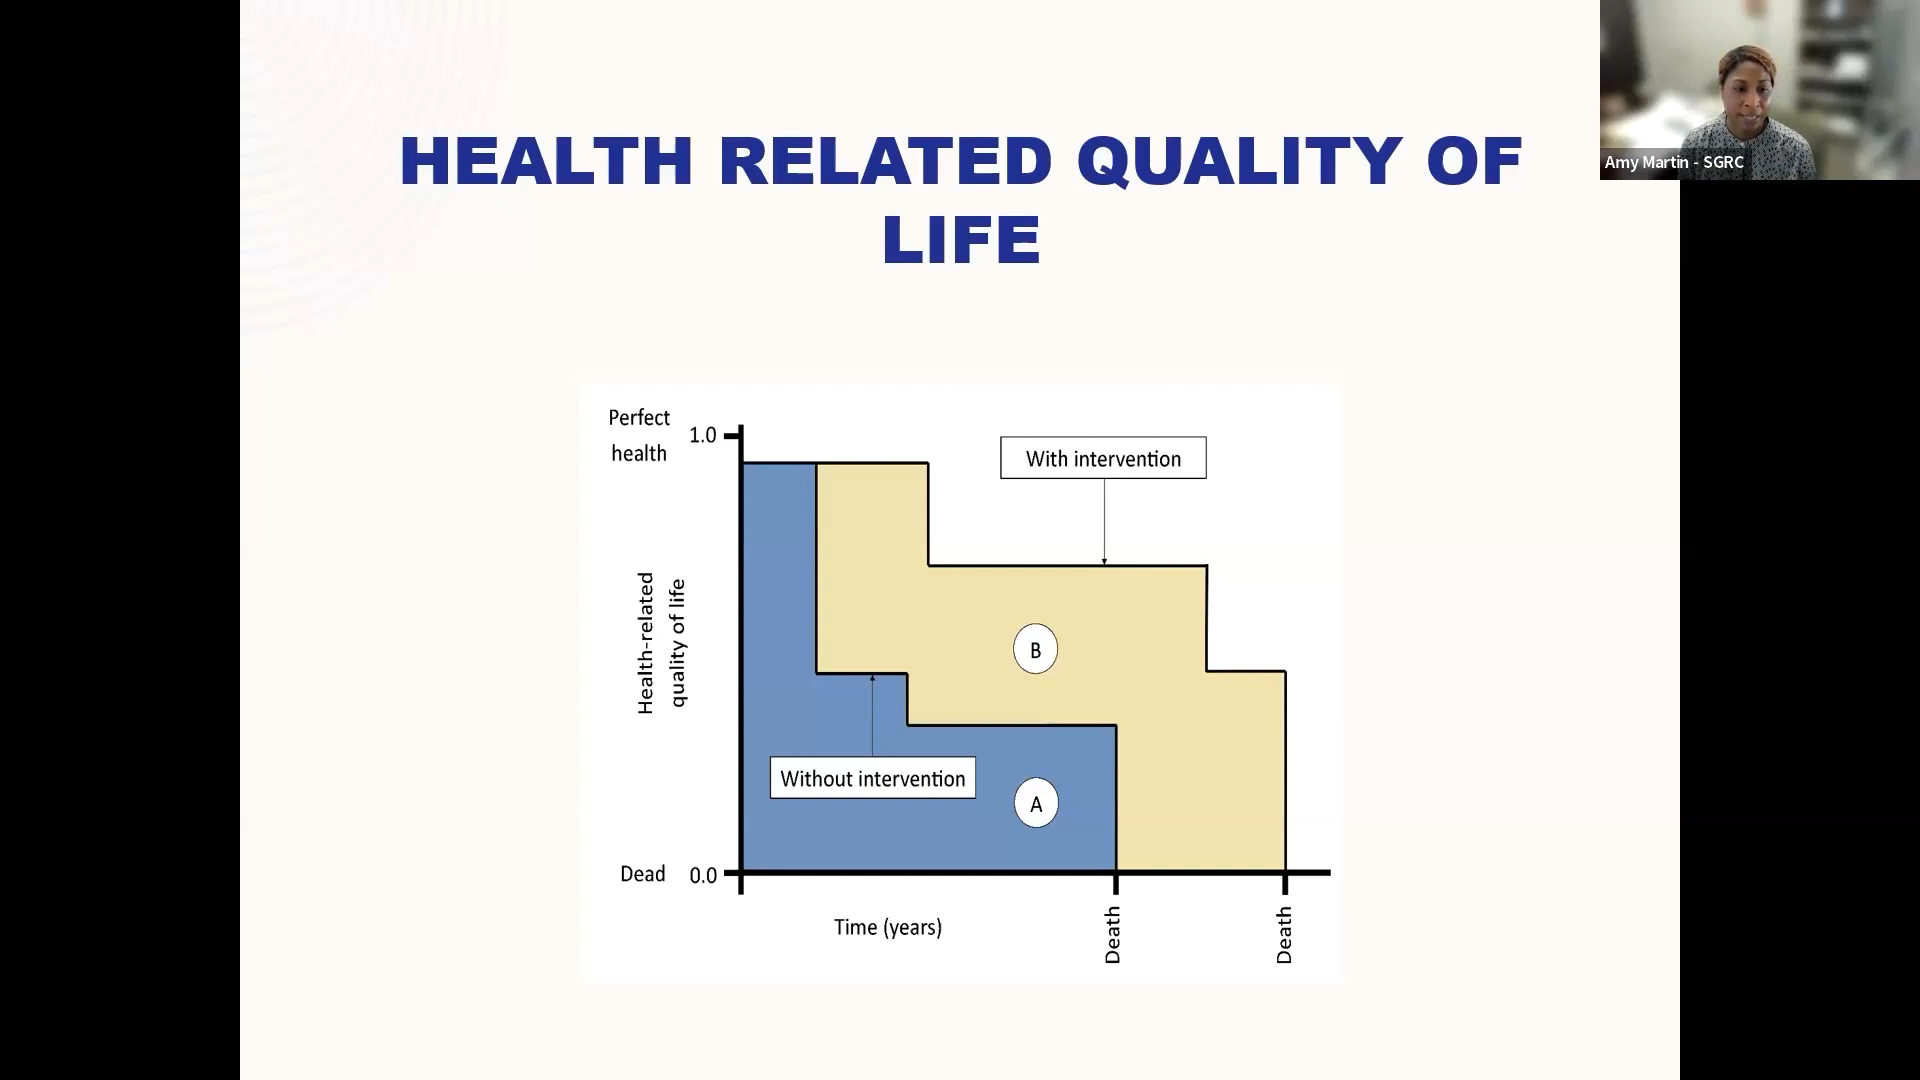 HEALTH RELATED QUALITY OF
LIFE
Amy Martin - SGRC
Perfect
health
1.0
With intervention
Health-related
quality of life
B
Without intervention
A
Dead
0.0
Time (years)
Death
Death